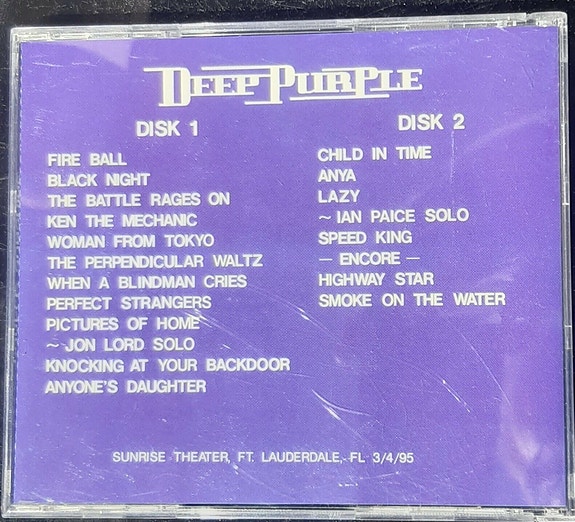 DEEP PURPLE
DISK 1
FIRE BALL
BLACK NIGHT
THE BATTLE RAGES ON
KEN THE MECHANIC
WOMAN FROM TOKYO
THE PERPENDICULAR WALTZ
WHEN A BLINDMAN CRIES
PERFECT STRANGERS
PICTURES OF HOME
~ JON LORD SOLO
KNOCKING AT YOUR BACKDOOR
ANYONE'S DAUGHTER
DISK 2
CHILD IN TIME
ANYA
LAZY
~ IAN PAICE SOLO
SPEED KING
— ENCORE —
HIGHWAY STAR
SMOKE ON THE WATER
SUNRISE THEATER, FT. LAUDERDALE, FL 3/4/95